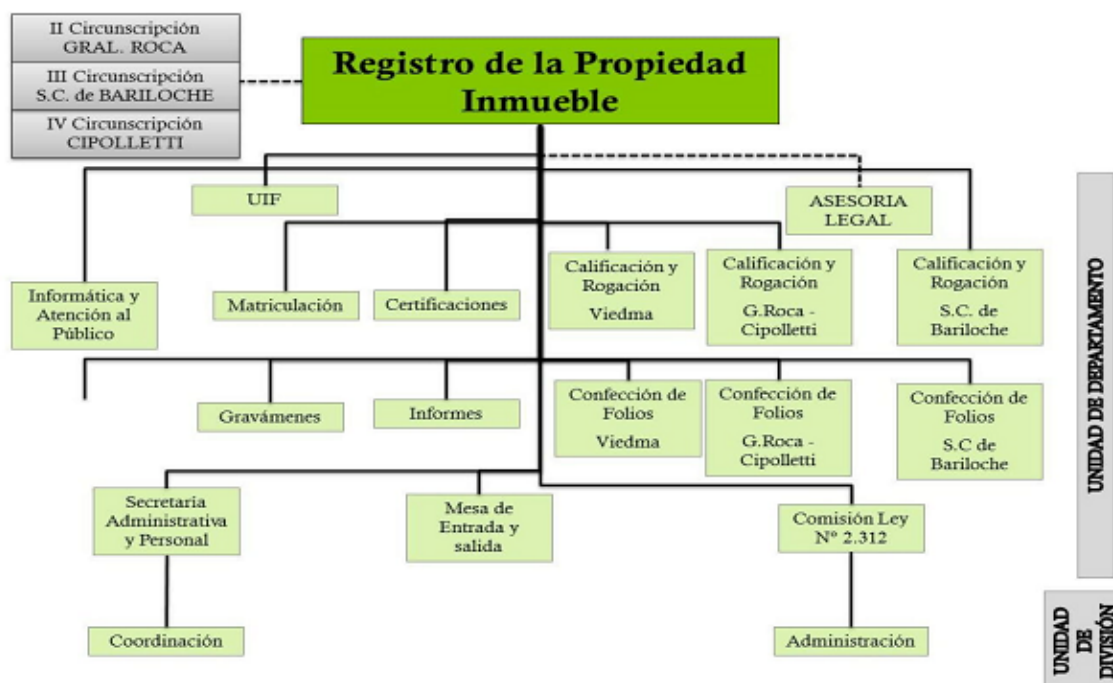 II Circunscripción
GRAL. ROCA
III Circunscripción
S.C. de BARILOCHE
IV Circunscripción
CIPOLLETTI
Registro de la Propiedad
Inmueble
UIF
ASESORIA
LEGAL
Informática y
Atención al
Público
Matriculación
Certificaciones
Calificación y
Rogación
Viedma
Calificación y
Rogación
G.Roca -
Cipolletti
Calificación y
Rogación
S.C. de
Bariloche
Gravámenes
Informes
Confección de
Folios
Viedma
Confección de
Folios
G.Roca -
Cipolletti
Confección de
Folios
S.C de
Bariloche
Secretaria
Administrativa
y Personal
Mesa de
Entrada y
salida
Comisión Ley
Nº 2.312
Coordinación
Administración
UNIDAD DE DEPARTAMENTO
UNIDAD
DE
DIVISIÓN